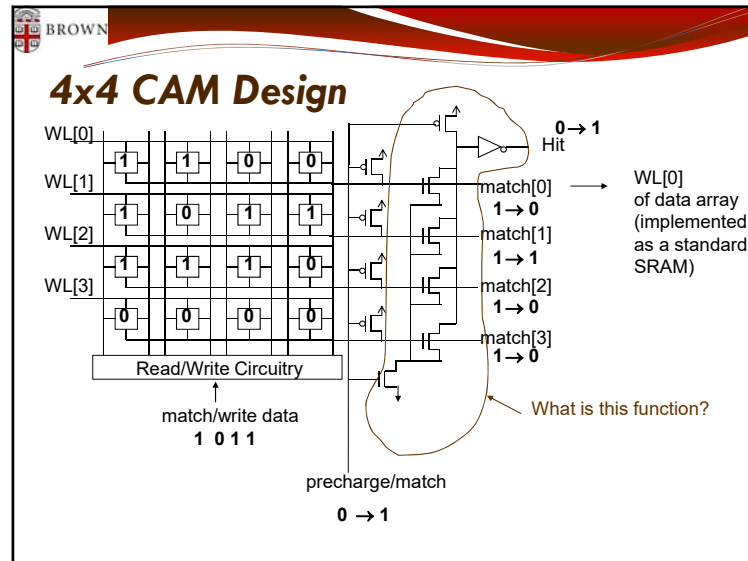 BROWN
4x4 CAM Design
WL[0]
1 1 0 0
WL[1]
1 0 1 1
WL[2]
1 1 1 0
WL[3]
0 0 0 0
Read/Write Circuitry
match/write data
1 0 1 1
precharge/match
0 → 1
0 → 1
Hit
match[0]
1 → 0
match[1]
1 → 1
match[2]
1 → 0
match[3]
1 → 0
WL[0]
of data array
(implemented
as a standard
SRAM)
What is this function?